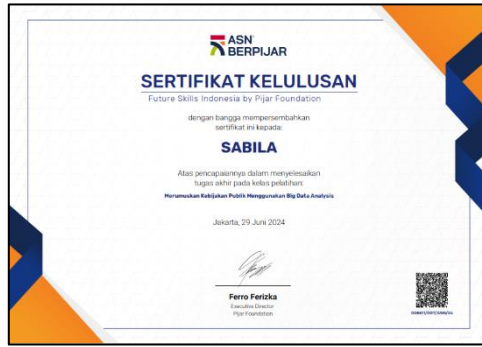 ASN
BERPIJAR
SERTIFIKAT KELULUSAN
Future Skills Indonesia by Pijar Foundation
dengan bangga mempersembahkan
sertifikat ini kepada:
SABILA
Atas pencapaiannya dalam menyelesaikan
tugas akhir pada kelas pelatihan:
Merumuskan Kebijakan Publik Menggunakan Big Data Analysis
Jakarta, 29 Juni 2024
Ferro Ferizka
Executive Director
Pijar Foundation